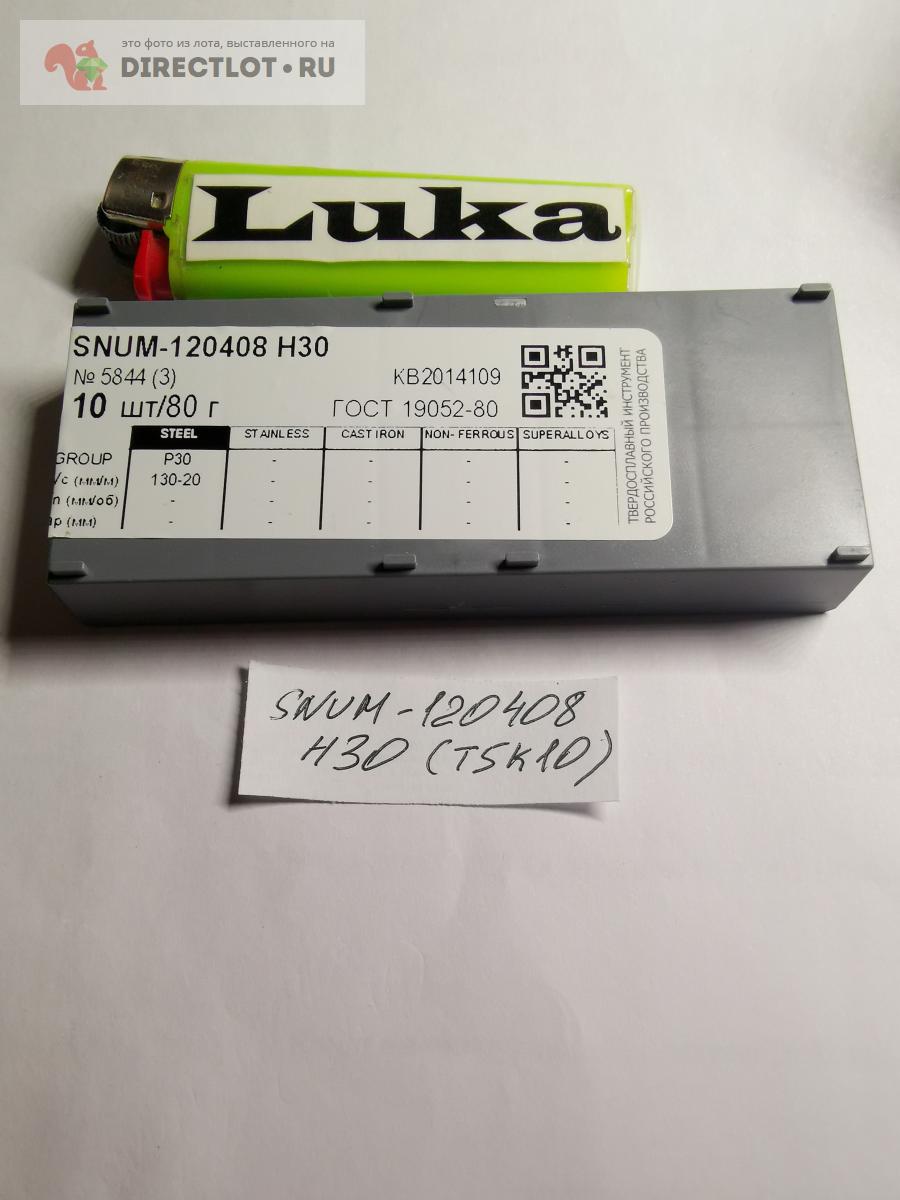 это фото из лота, выставленного на
DIRECTLOT•RU
Luka
SNUM-120408 H30
№ 5844 (3) KB2014109
10 шт/80 г ГОСТ 19052-80
STEEL STAINLESS CAST IRON NON-FERROUS SUPERALLOYS
GROUP P30 - - - -
Vc (мм/м) 130-20 - - - -
n (мм/об) - - - - -
ap (мм) - - - - -
ТВЕРДОСПЛАВНЫЙ ИНСТРУМЕНТ
РОССИЙСКОГО ПРОИЗВОДСТВА
SNUM-120408
H30 (T5K10)